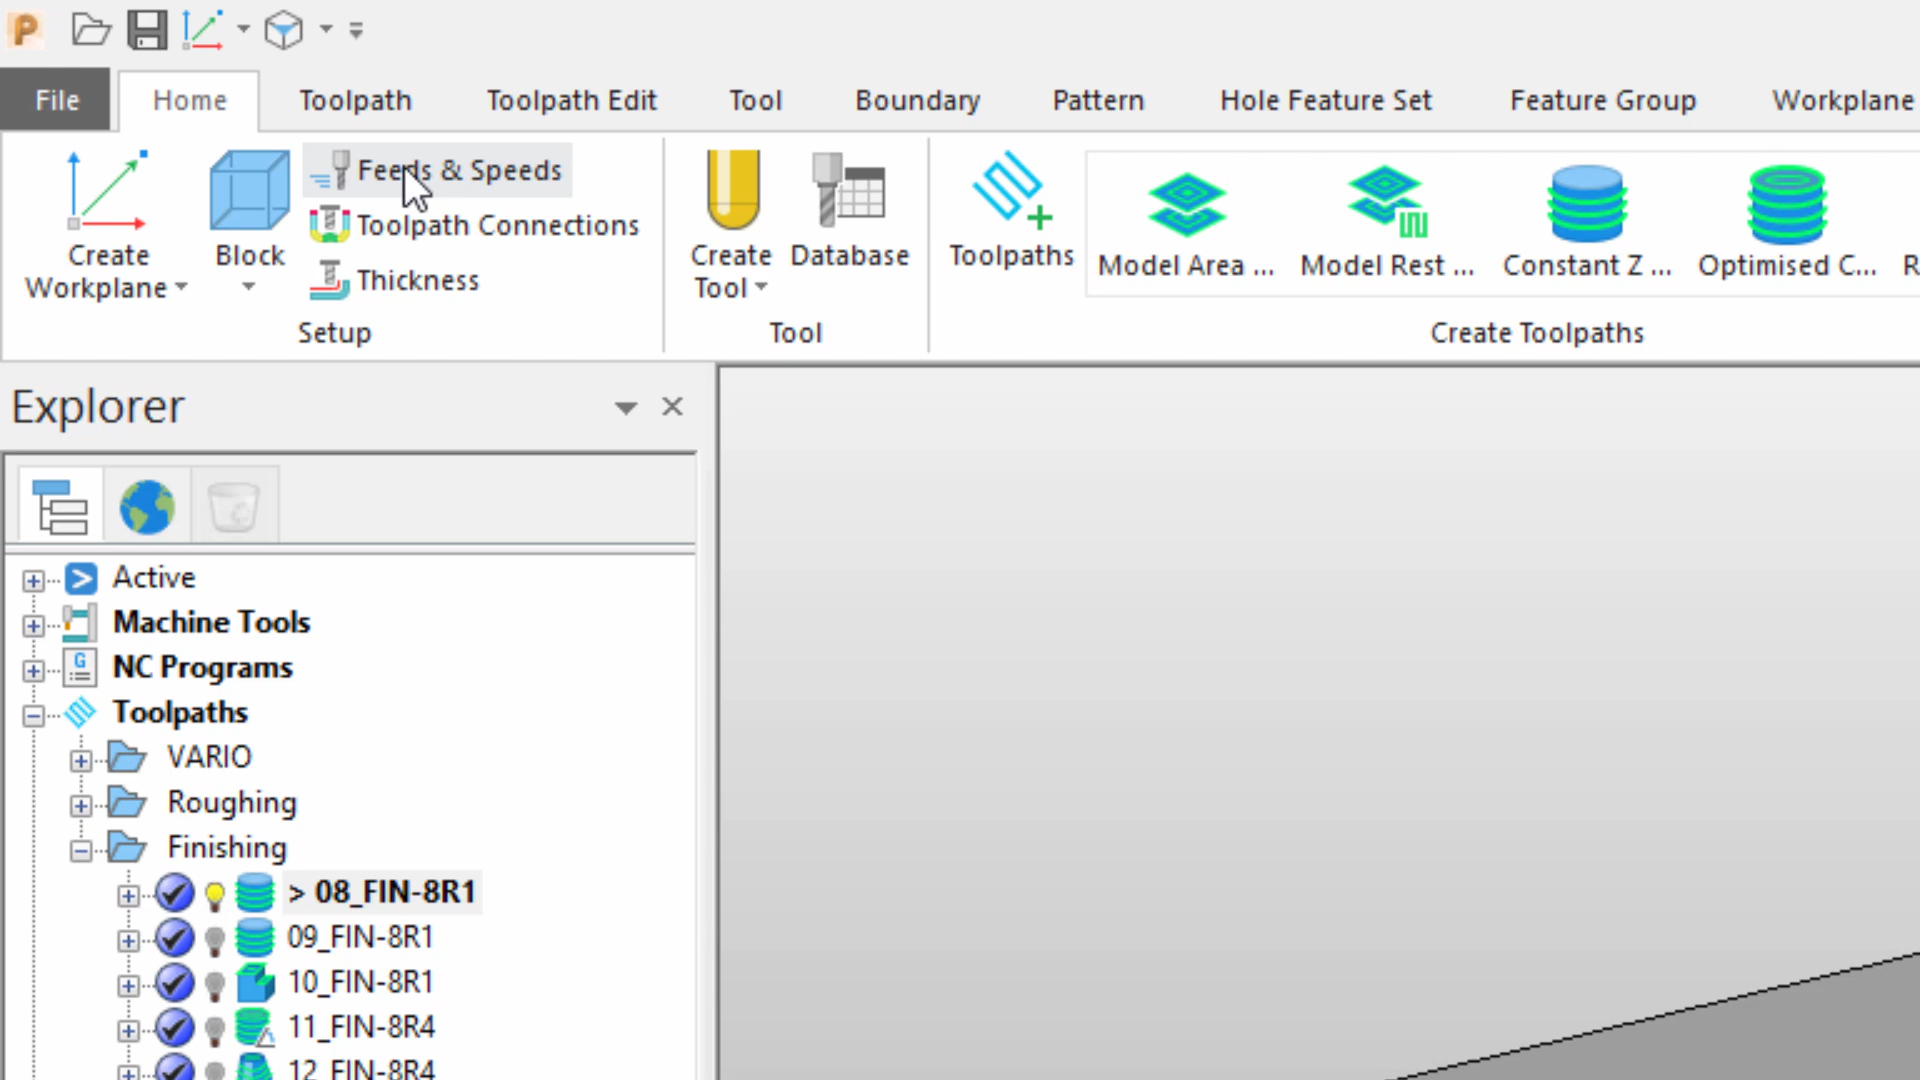 P
File Home Toolpath Toolpath Edit Tool Boundary Pattern Hole Feature Set Feature Group Workplane
Feeds & Speeds
Toolpath Connections
Thickness
Create
Workplane
Block
Setup
Create
Tool
Database
Tool
Toolpaths
Model Area ...
Model Rest ...
Constant Z ...
Optimised C...
R
Create Toolpaths
Explorer
Active
Machine Tools
G
NC Programs
Toolpaths
VARIO
Roughing
Finishing
> 08_FIN-8R1
09_FIN-8R1
10_FIN-8R1
11_FIN-8R4
12_FIN-8R4